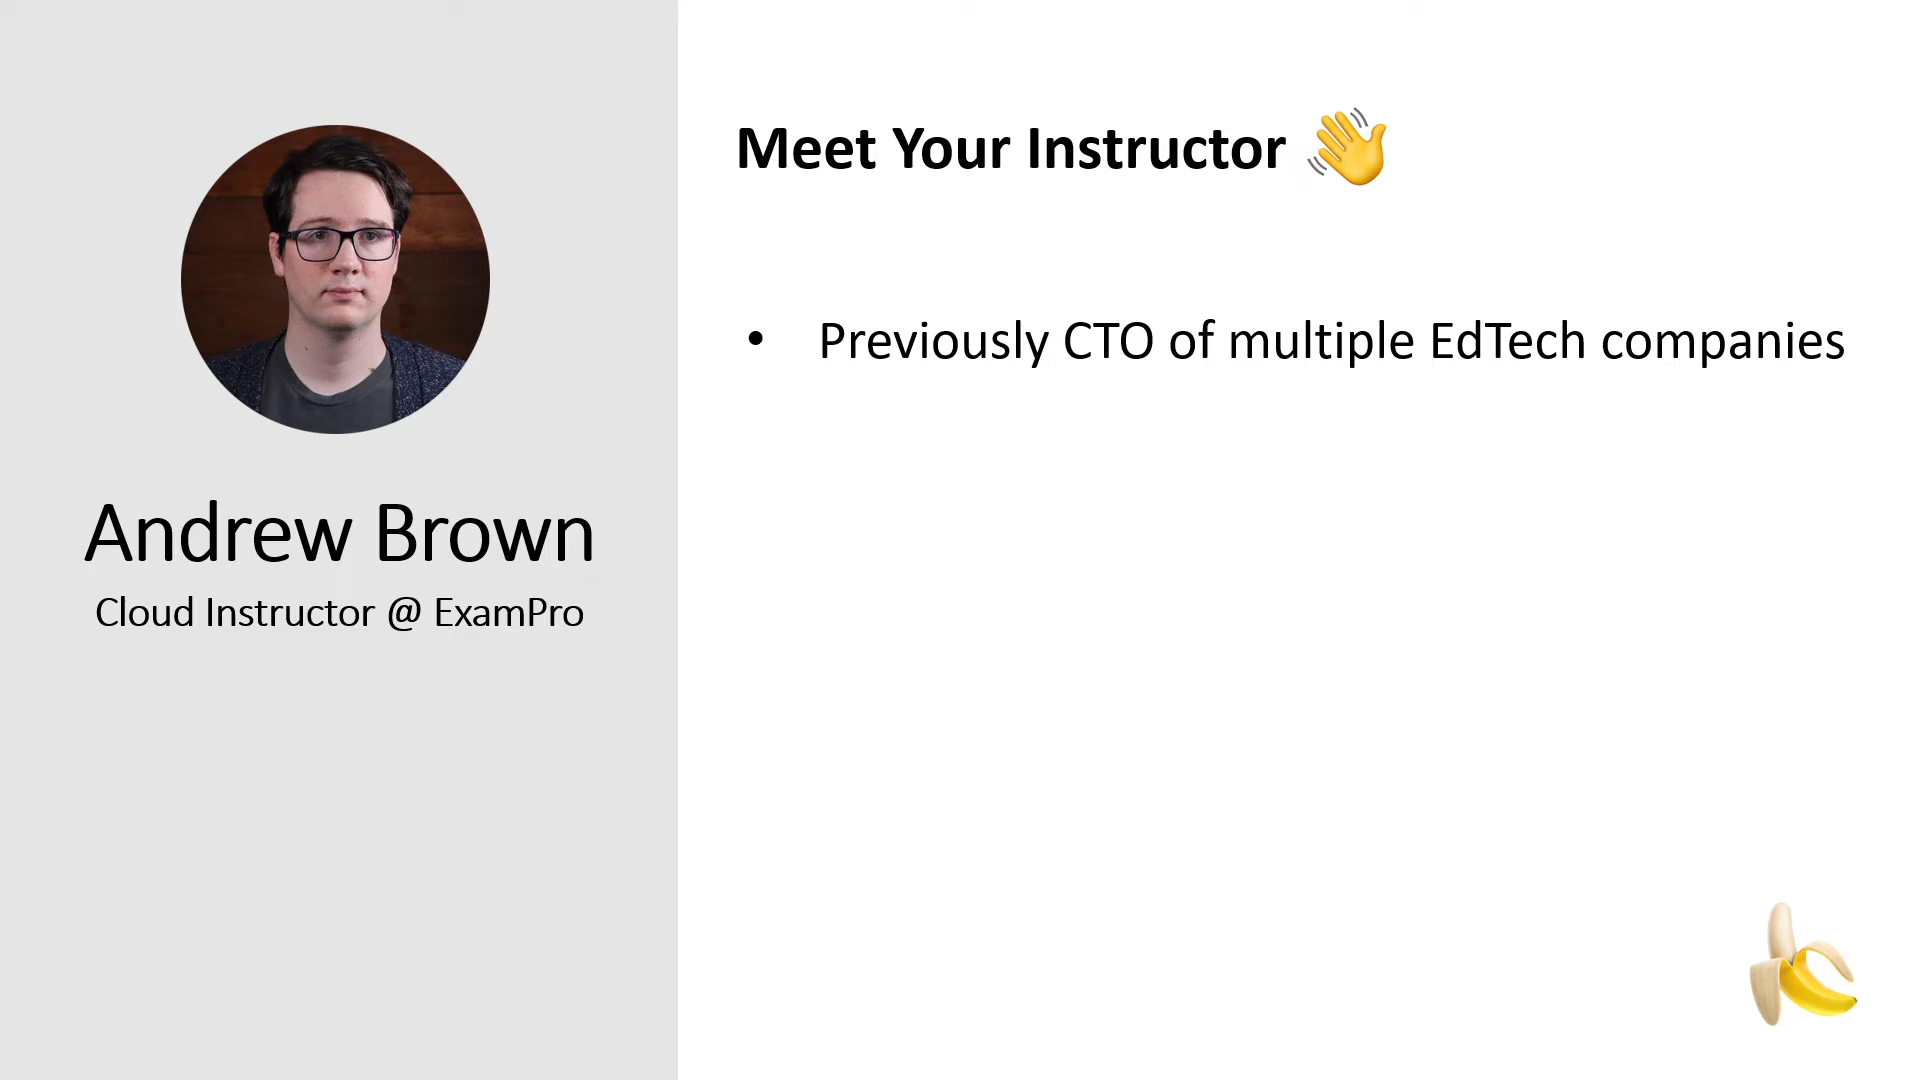 Meet Your Instructor 👋
• Previously CTO of multiple EdTech companies
Andrew Brown
Cloud Instructor @ ExamPro